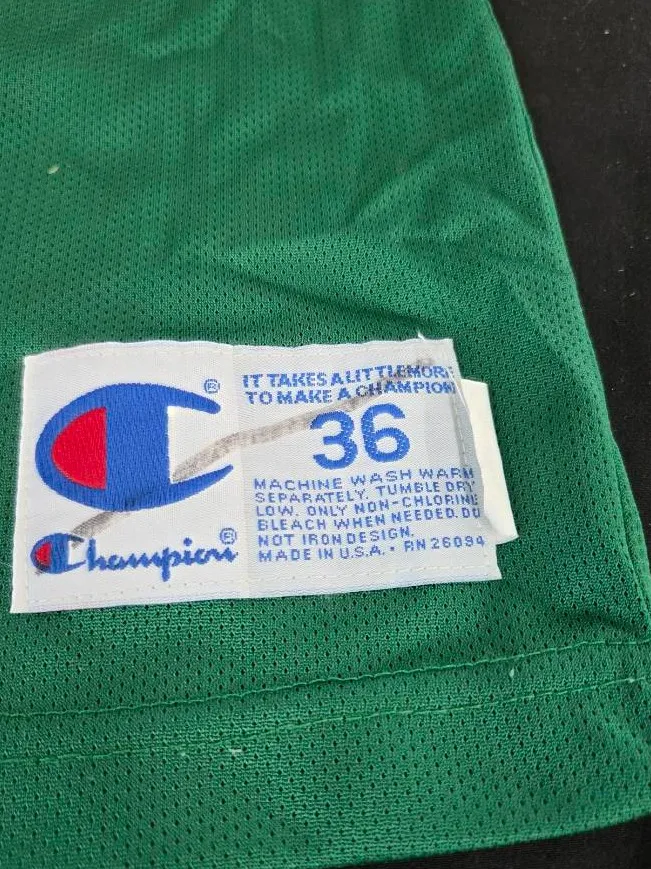 ®
Champion®
IT TAKES A LITTLE MORE
TO MAKE A CHAMPION
36
MACHINE WASH WARM
SEPARATELY. TUMBLE DRY
LOW. ONLY NON-CHLORINE
BLEACH WHEN NEEDED. DO
NOT IRON DESIGN.
MADE IN U.S.A. • RN 26094